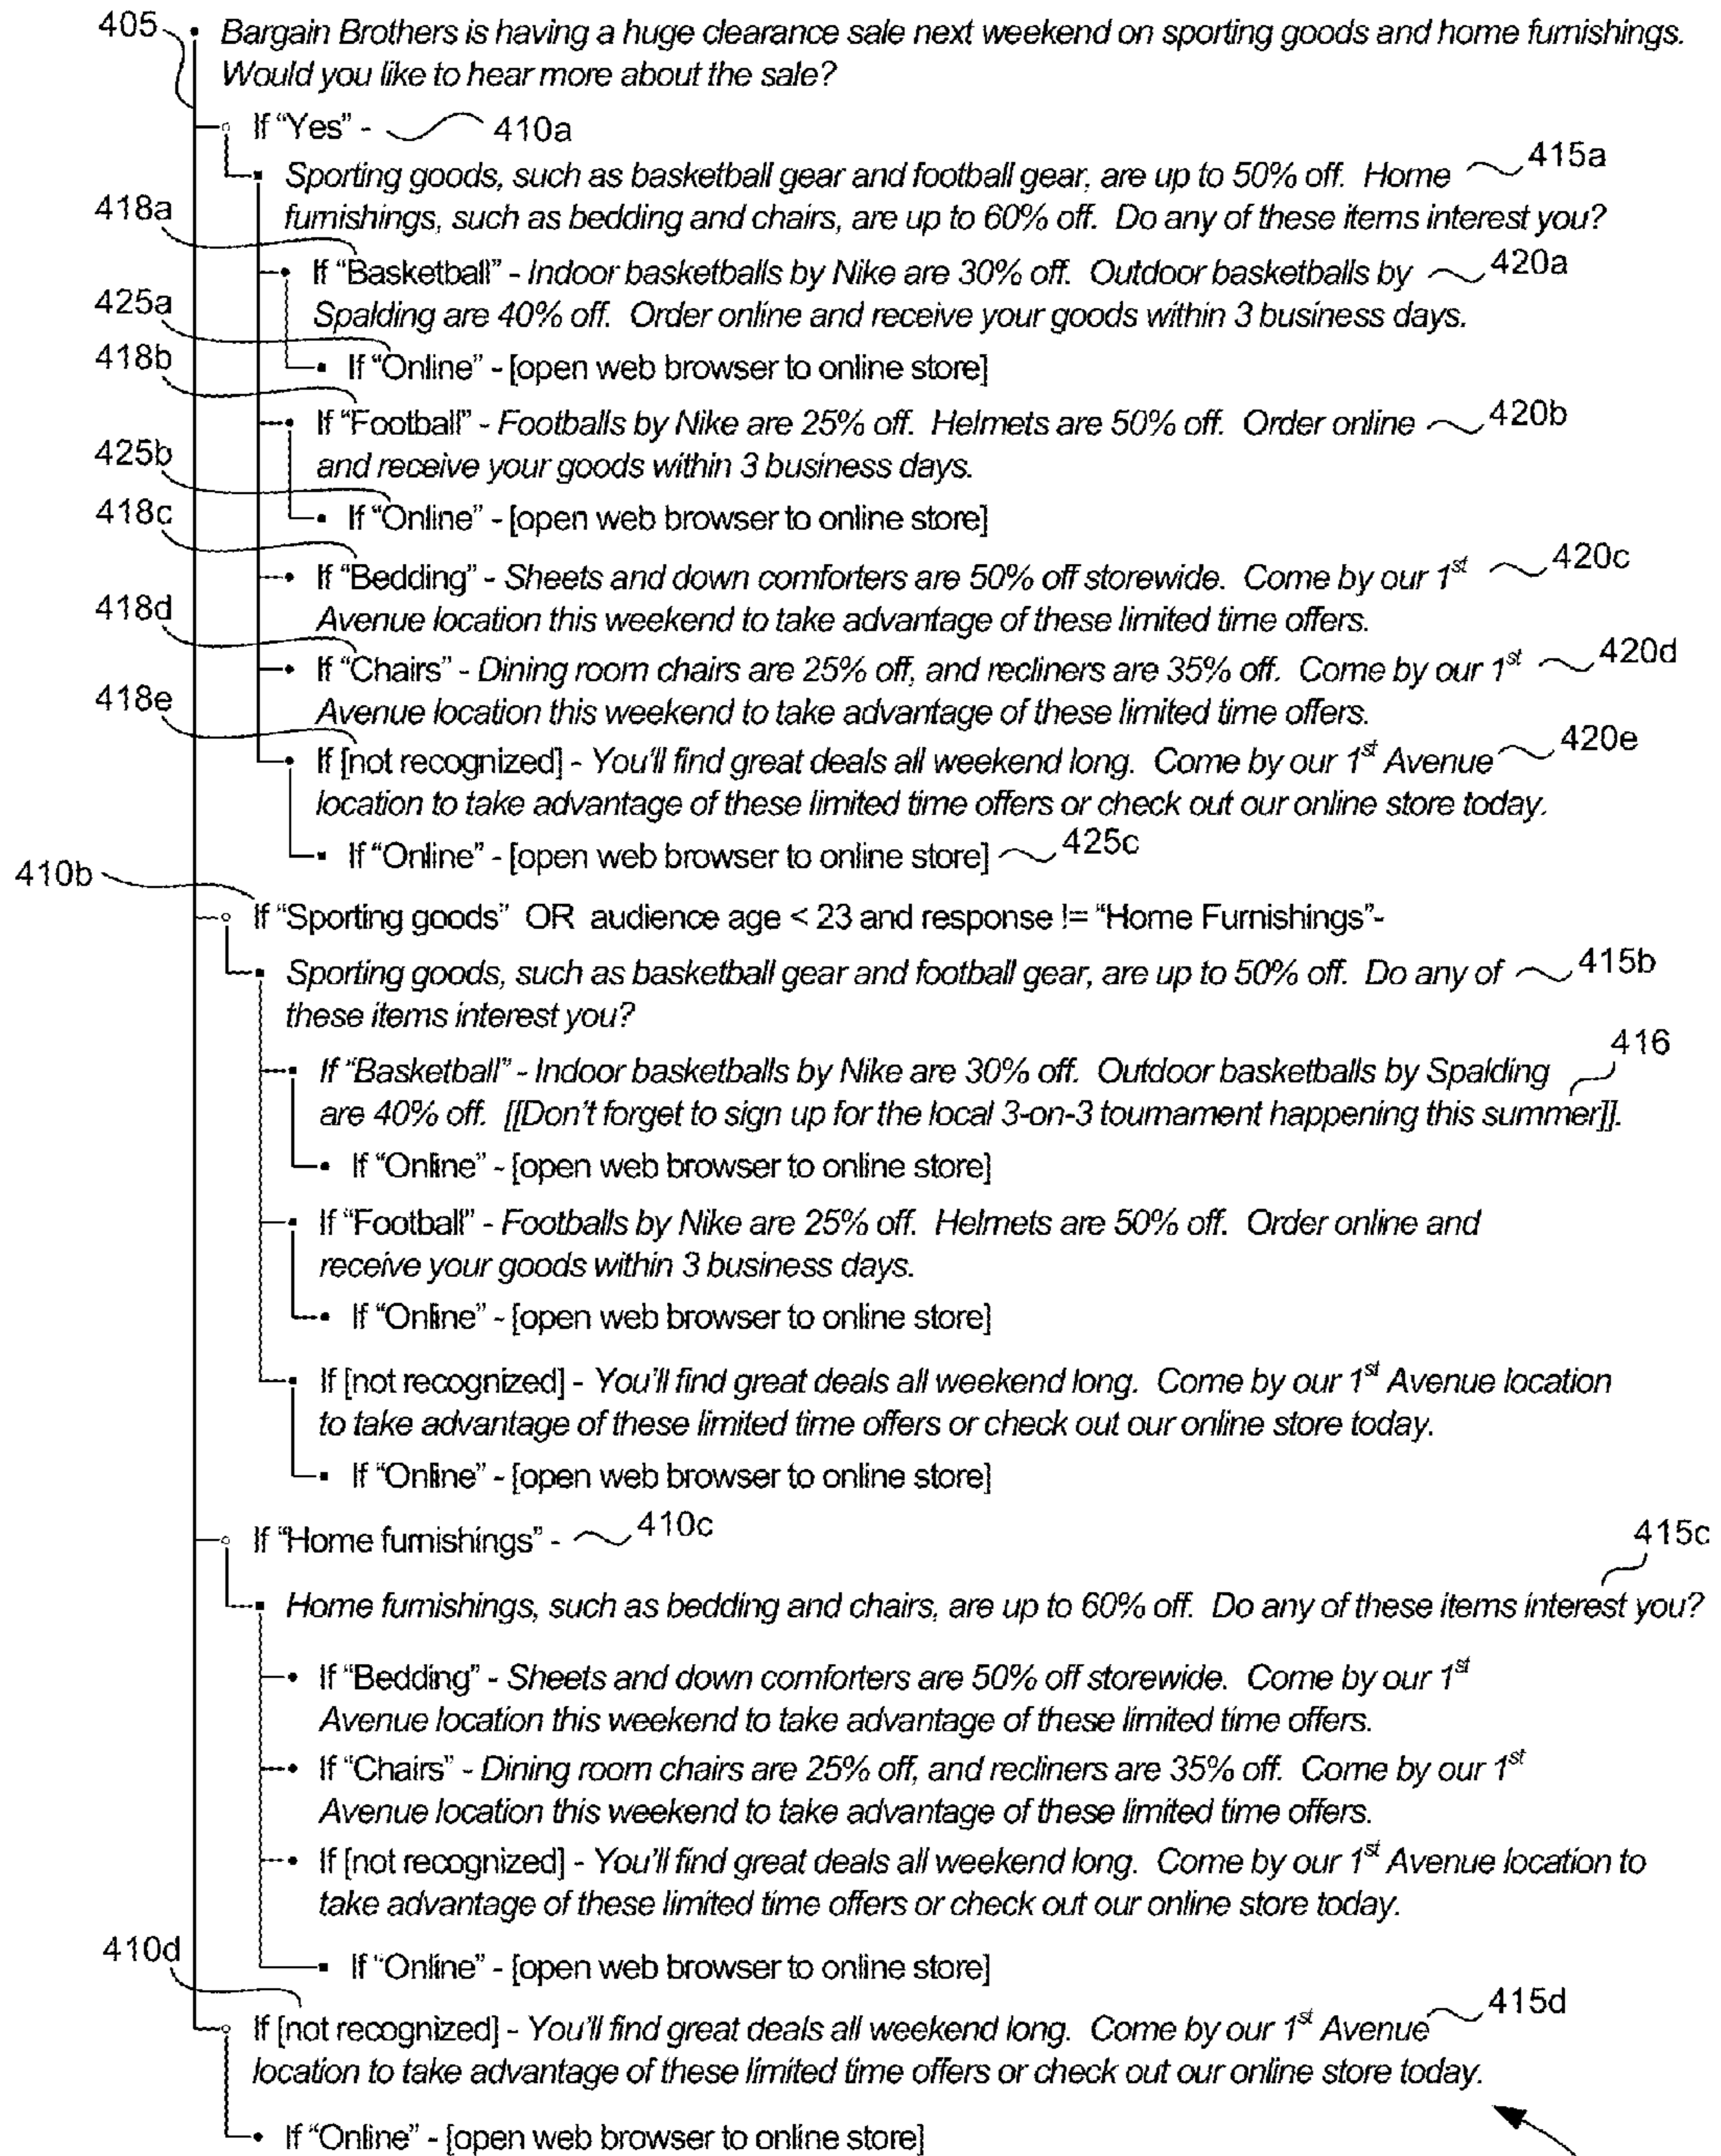 405
Bargain Brothers is having a huge clearance sale next weekend on sporting goods and home furnishings.
Would you like to hear more about the sale?
If “Yes” - 410a
Sporting goods, such as basketball gear and football gear, are up to 50% off. Home 415a
418a furnishings, such as bedding and chairs, are up to 60% off. Do any of these items interest you?
If “Basketball” - Indoor basketballs by Nike are 30% off. Outdoor basketballs by 420a
425a Spalding are 40% off. Order online and receive your goods within 3 business days.
418b If “Online” - [open web browser to online store]
If “Football” - Footballs by Nike are 25% off. Helmets are 50% off. Order online 420b
425b and receive your goods within 3 business days.
418c If “Online” - [open web browser to online store]
If “Bedding” - Sheets and down comforters are 50% off storewide. Come by our 1st 420c
418d Avenue location this weekend to take advantage of these limited time offers.
If “Chairs” - Dining room chairs are 25% off, and recliners are 35% off. Come by our 1st 420d
418e Avenue location this weekend to take advantage of these limited time offers.
If [not recognized] - You’ll find great deals all weekend long. Come by our 1st Avenue 420e
location to take advantage of these limited time offers or check out our online store today.
If “Online” - [open web browser to online store] 425c
410b
If “Sporting goods” OR audience age < 23 and response != “Home Furnishings”-
Sporting goods, such as basketball gear and football gear, are up to 50% off. Do any of 415b
these items interest you?
416
If “Basketball” - Indoor basketballs by Nike are 30% off. Outdoor basketballs by Spalding
are 40% off. [[Don’t forget to sign up for the local 3-on-3 tournament happening this summer]].
If “Online” - [open web browser to online store]
If “Football” - Footballs by Nike are 25% off. Helmets are 50% off. Order online and
receive your goods within 3 business days.
If “Online” - [open web browser to online store]
If [not recognized] - You’ll find great deals all weekend long. Come by our 1st Avenue location
to take advantage of these limited time offers or check out our online store today.
If “Online” - [open web browser to online store]
If “Home furnishings” - 410c
415c
Home furnishings, such as bedding and chairs, are up to 60% off. Do any of these items interest you?
If “Bedding” - Sheets and down comforters are 50% off storewide. Come by our 1st
Avenue location this weekend to take advantage of these limited time offers.
If “Chairs” - Dining room chairs are 25% off, and recliners are 35% off. Come by our 1st
Avenue location this weekend to take advantage of these limited time offers.
If [not recognized] - You’ll find great deals all weekend long. Come by our 1st Avenue location to
take advantage of these limited time offers or check out our online store today.
410d
If “Online” - [open web browser to online store]
If [not recognized] - You’ll find great deals all weekend long. Come by our 1st Avenue 415d
location to take advantage of these limited time offers or check out our online store today.
If “Online” - [open web browser to online store]